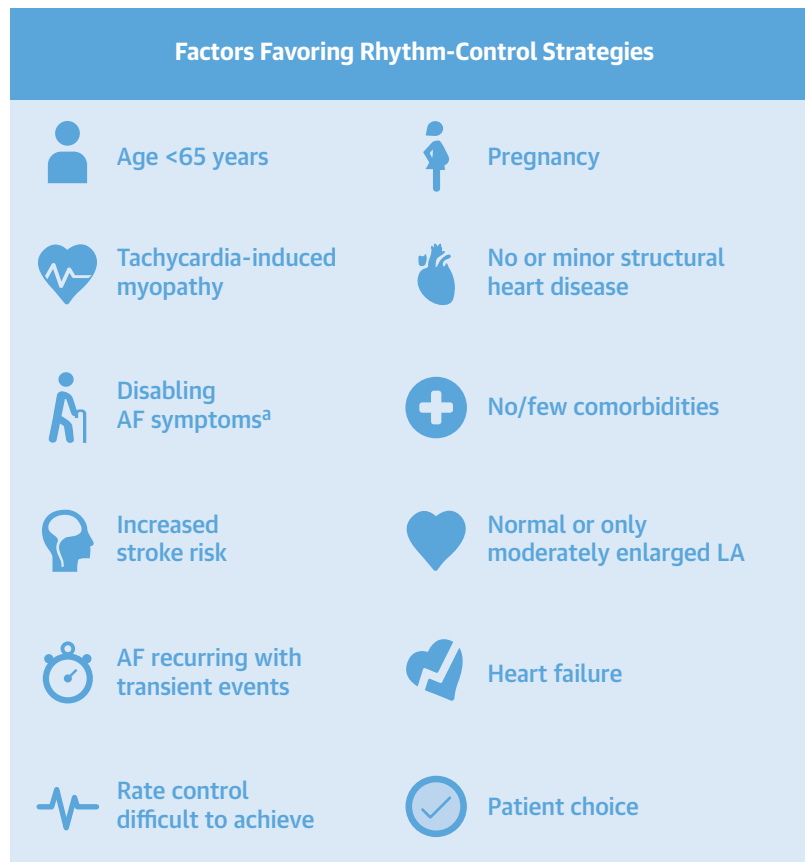 Factors Favoring Rhythm-Control Strategies
Age <65 years
Pregnancy
Tachycardia-induced
myopathy
No or minor structural
heart disease
Disabling
AF symptomsᵃ
No/few comorbidities
Increased
stroke risk
Normal or only
moderately enlarged LA
AF recurring with
transient events
Heart failure
Rate control
difficult to achieve
Patient choice